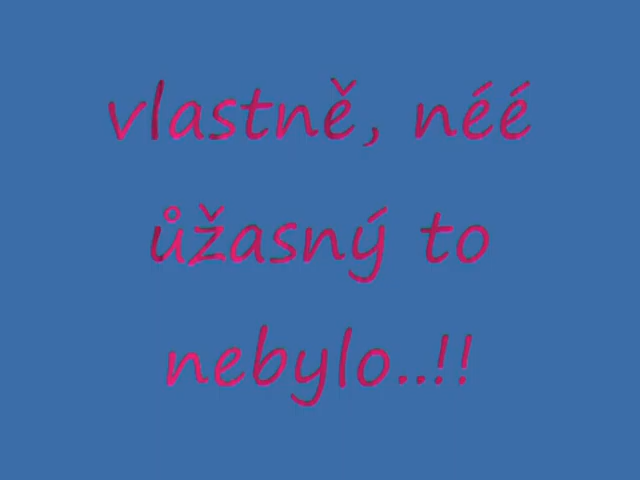 vlastně, néé
ůžasný to
nebylo..!!